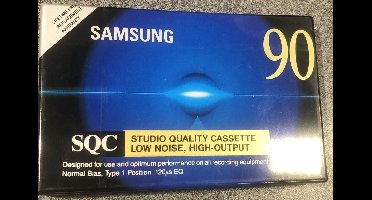 SAMSUNG
90
SQC
STUDIO QUALITY CASSETTE
LOW NOISE, HIGH-OUTPUT
Designed for use and optimum performance on all recording equipment
Normal Bias, Type 1 Position, 120µs EQ